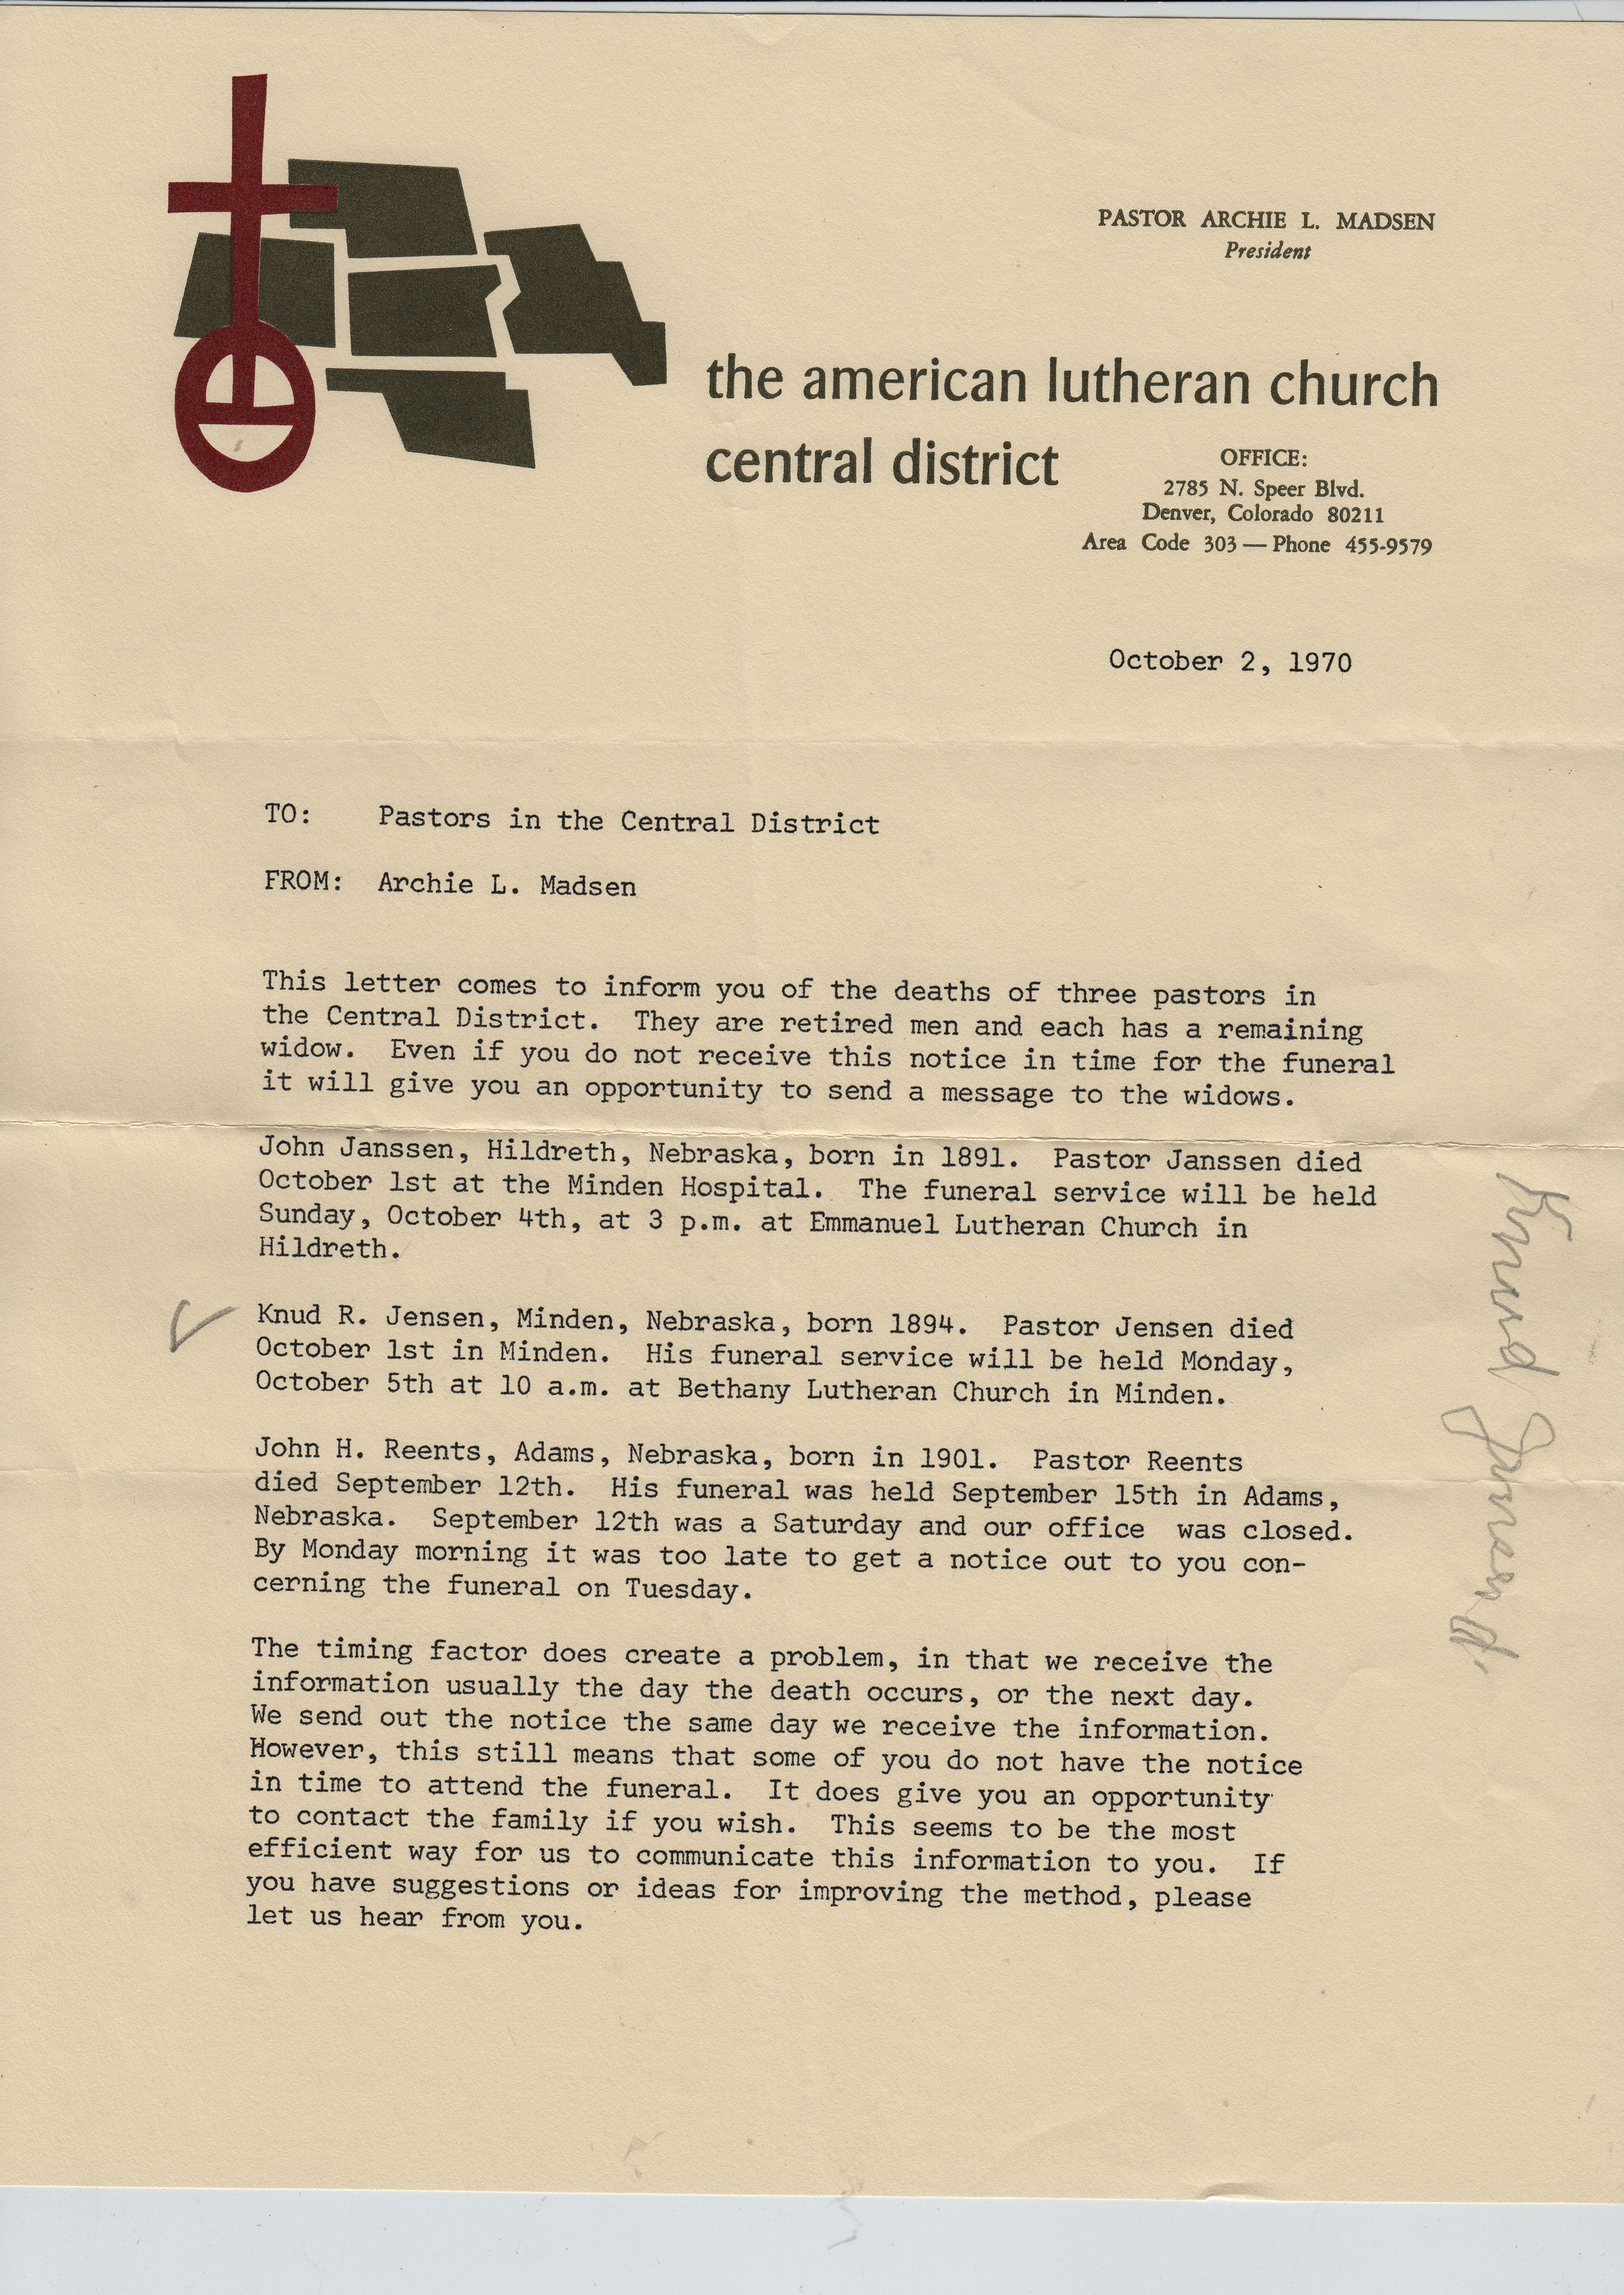 PASTOR ARCHIE L. MADSEN
President
the american lutheran church
central district
OFFICE:
2785 N. Speer Blvd.
Denver, Colorado 80211
Area Code 303 — Phone 455-9579
October 2, 1970
TO: Pastors in the Central District
FROM: Archie L. Madsen
This letter comes to inform you of the deaths of three pastors in
the Central District. They are retired men and each has a remaining
widow. Even if you do not receive this notice in time for the funeral
it will give you an opportunity to send a message to the widows.
John Janssen, Hildreth, Nebraska, born in 1891. Pastor Janssen died
October 1st at the Minden Hospital. The funeral service will be held
Sunday, October 4th, at 3 p.m. at Emmanuel Lutheran Church in
Hildreth.
Knud R. Jensen, Minden, Nebraska, born 1894. Pastor Jensen died
October 1st in Minden. His funeral service will be held Monday,
October 5th at 10 a.m. at Bethany Lutheran Church in Minden.
John H. Reents, Adams, Nebraska, born in 1901. Pastor Reents
died September 12th. His funeral was held September 15th in Adams,
Nebraska. September 12th was a Saturday and our office was closed.
By Monday morning it was too late to get a notice out to you con-
cerning the funeral on Tuesday.
The timing factor does create a problem, in that we receive the
information usually the day the death occurs, or the next day.
We send out the notice the same day we receive the information.
However, this still means that some of you do not have the notice
in time to attend the funeral. It does give you an opportunity
to contact the family if you wish. This seems to be the most
efficient way for us to communicate this information to you. If
you have suggestions or ideas for improving the method, please
let us hear from you.
Knud Jensen